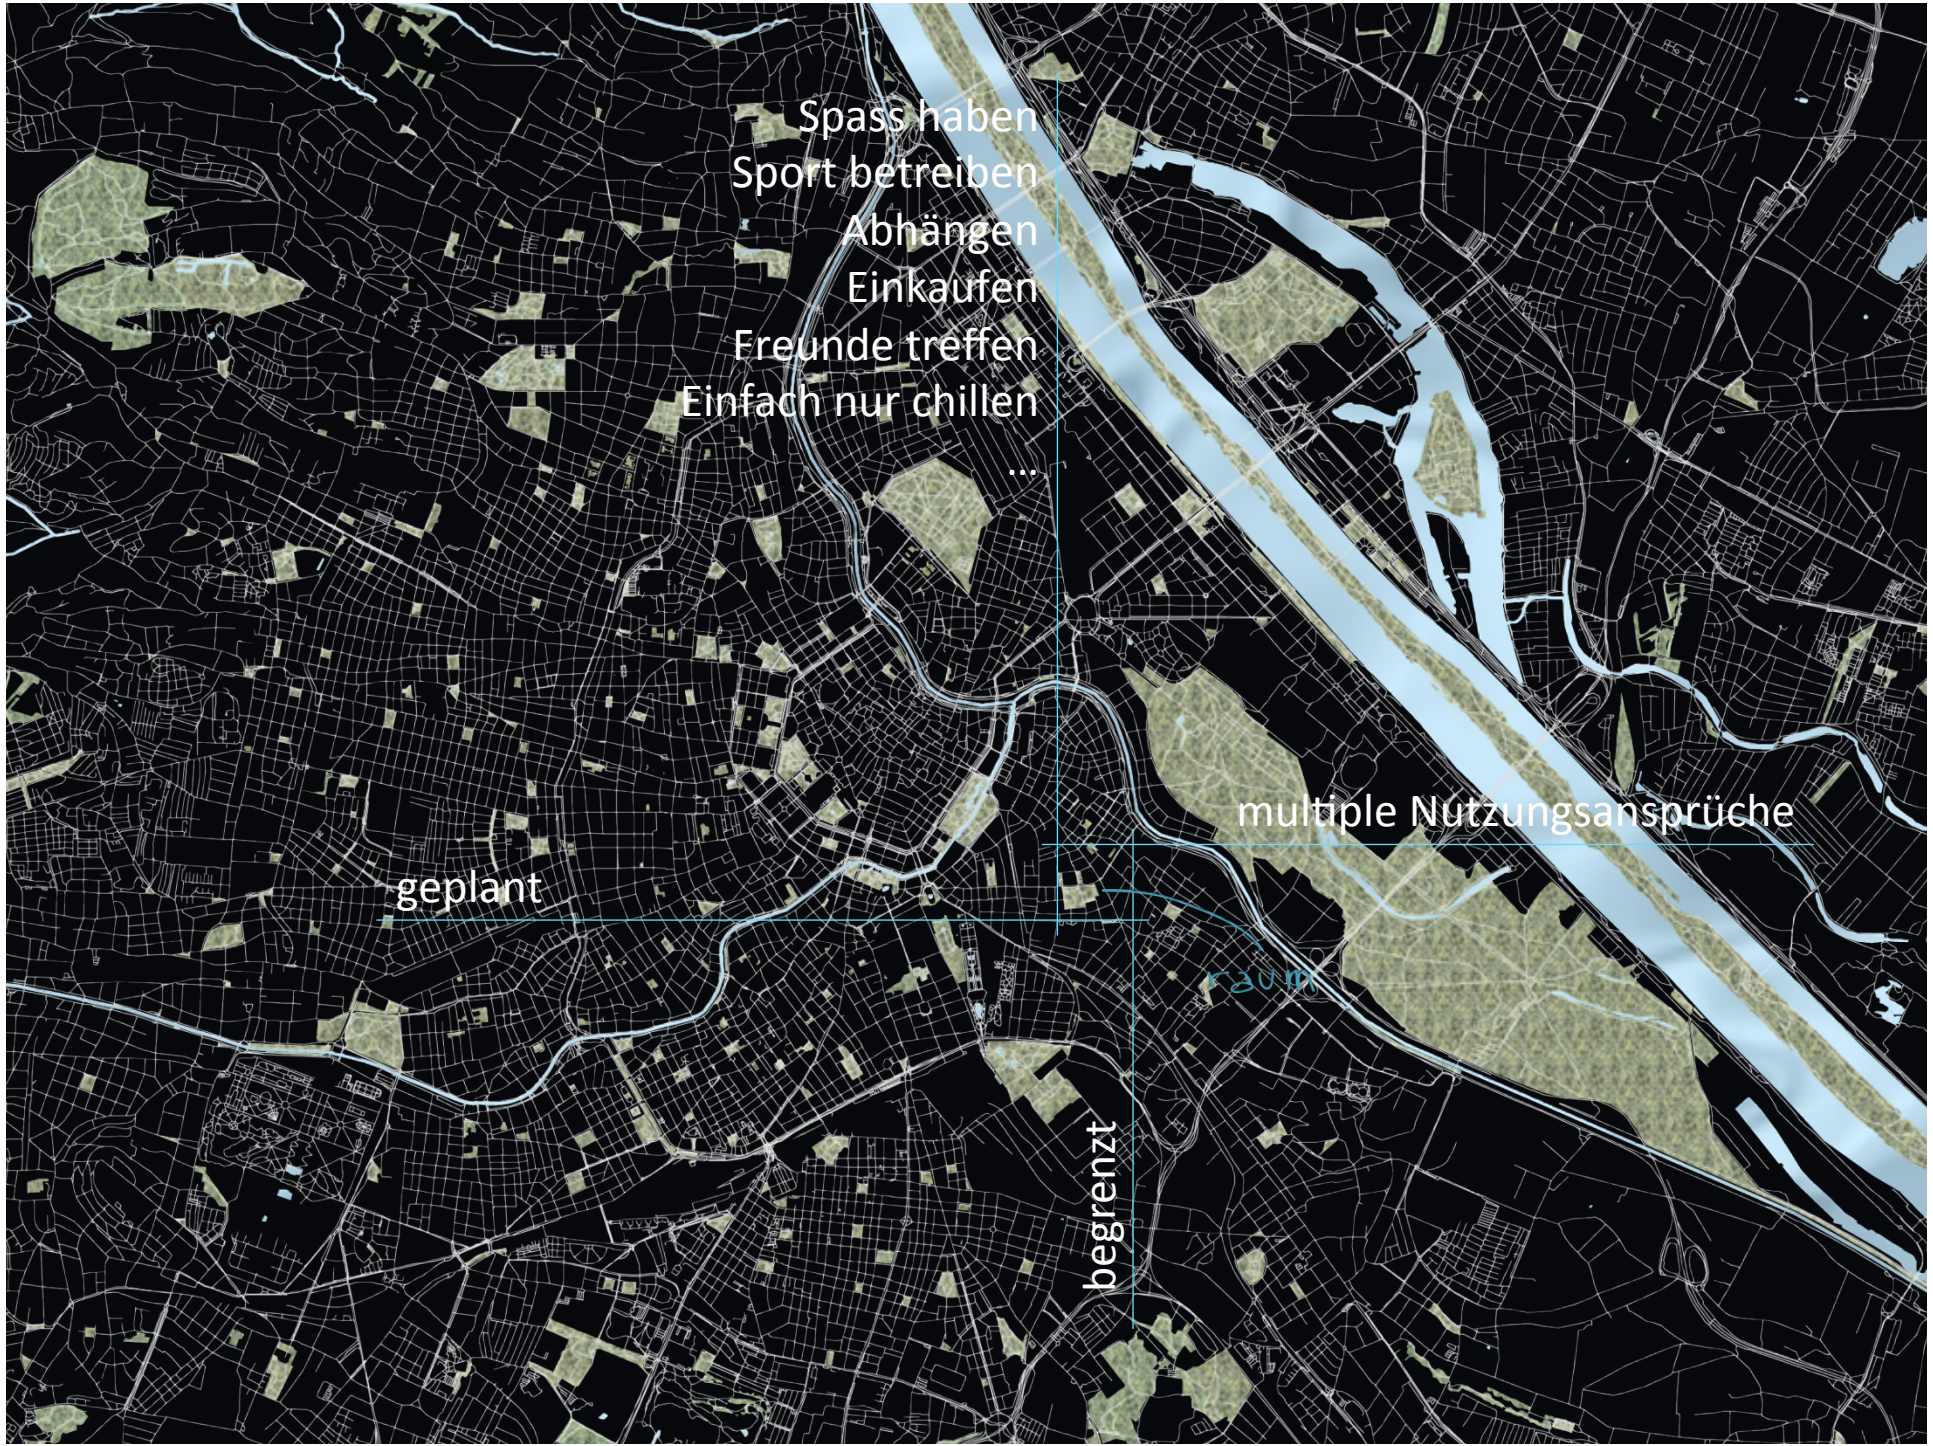 Spass haben
Sport betreiben
Abhängen
Einkaufen
Freunde treffen
Einfach nur chillen
...
multiple Nutzungsansprüche
geplant
raum
begrenzt